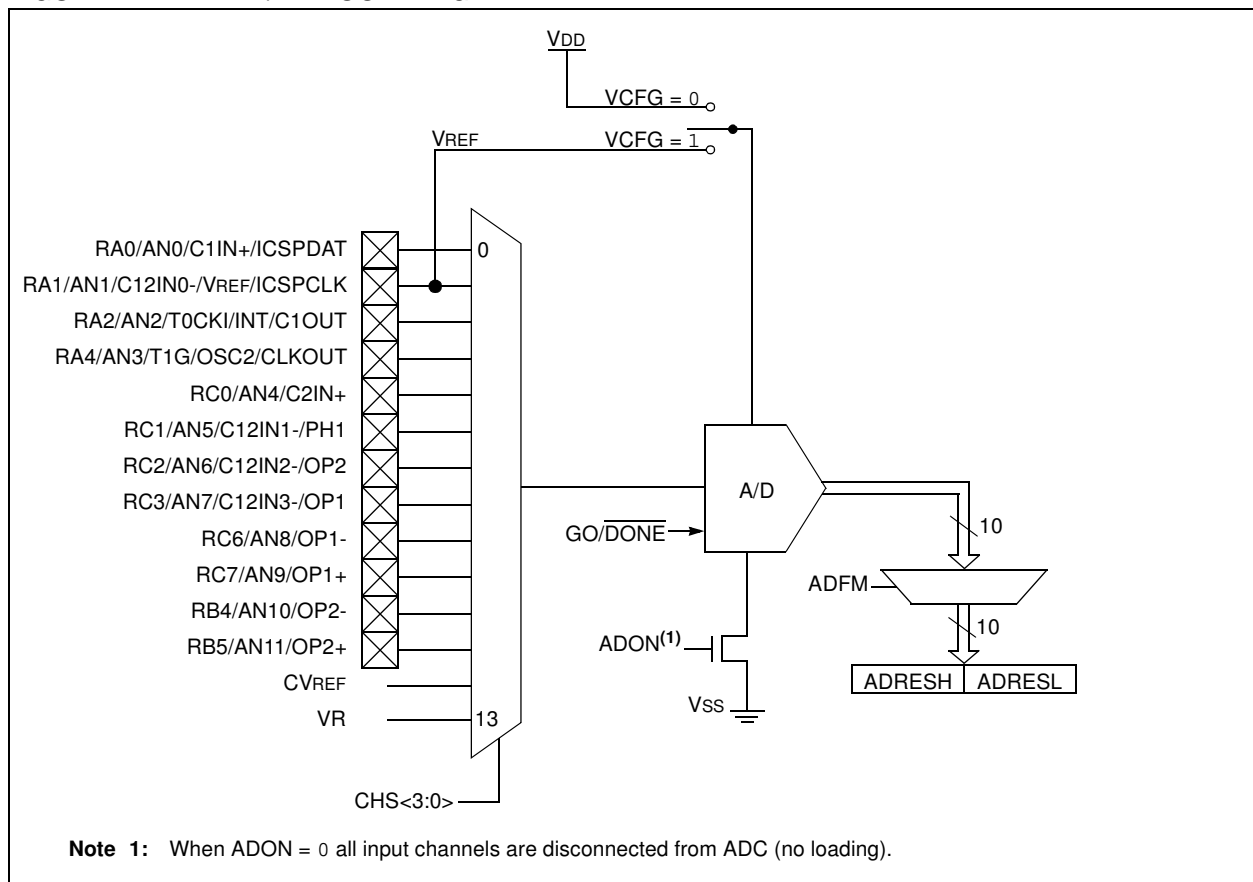 VDD
VCFG = 0
VREF
VCFG = 1
RA0/AN0/C1IN+/ICSPDAT
0
RA1/AN1/C12IN0-/VREF/ICSPCLK
RA2/AN2/T0CKI/INT/C1OUT
RA4/AN3/T1G/OSC2/CLKOUT
RC0/AN4/C2IN+
RC1/AN5/C12IN1-/PH1
RC2/AN6/C12IN2-/OP2
RC3/AN7/C12IN3-/OP1
RC6/AN8/OP1-
RC7/AN9/OP1+
RB4/AN10/OP2-
RB5/AN11/OP2+
CVREF
VR
13
CHS<3:0>
A/D
GO/DONE
10
ADFM
10
ADON(1)
ADRESH ADRESL
VSS
Note 1: When ADON = 0 all input channels are disconnected from ADC (no loading).